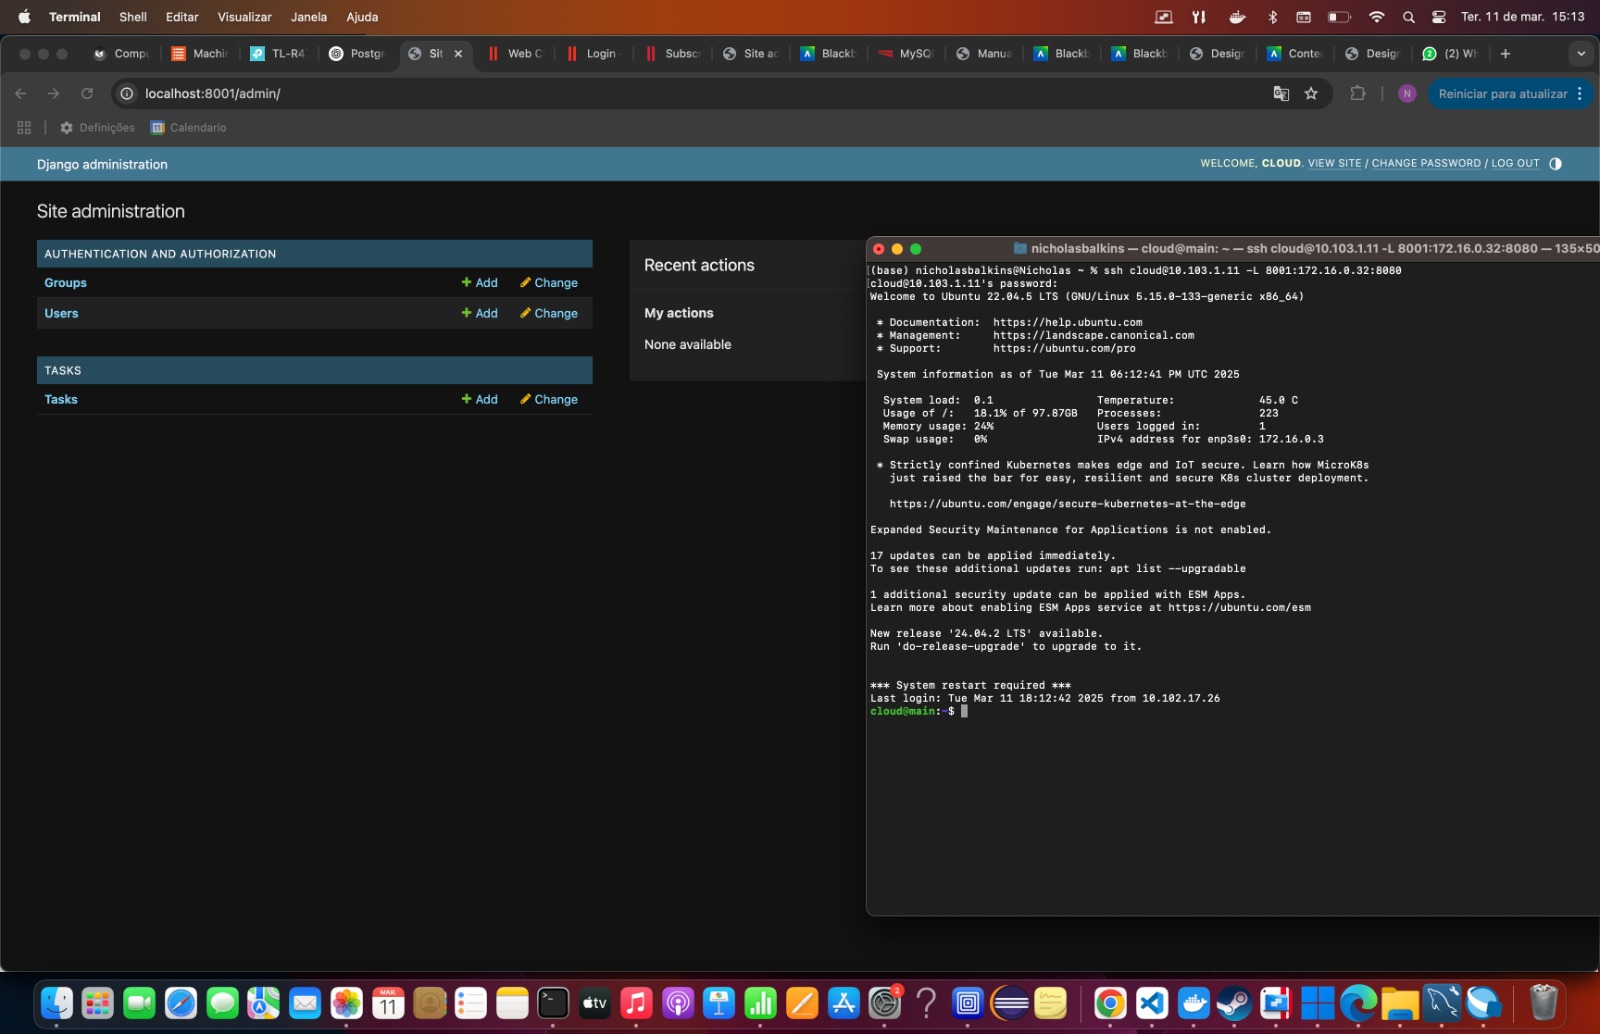 Terminal Shell Editar Visualizar Janela Ajuda Ter. 11 de mar. 15:13
Compu Machin TL-R4 Postgr Sit Web C Login - Subsc Site ad Blackb MySQL Manua Blackb Blackb Design Conte Design (2) Wh
localhost:8001/admin/ N Reiniciar para atualizar
Definições Calendario
Django administration WELCOME, CLOUD. VIEW SITE / CHANGE PASSWORD / LOG OUT
Site administration
AUTHENTICATION AND AUTHORIZATION
Groups Add Change
Users Add Change
TASKS
Tasks Add Change
Recent actions
My actions
None available
nicholasbalkins — cloud@main: ~ — ssh cloud@10.103.1.11 -L 8001:172.16.0.32:8080 — 135×50
[(base) nicholasbalkins@Nicholas ~ % ssh cloud@10.103.1.11 -L 8001:172.16.0.32:8080
[cloud@10.103.1.11's password:
Welcome to Ubuntu 22.04.5 LTS (GNU/Linux 5.15.0-133-generic x86_64)
* Documentation: https://help.ubuntu.com
* Management: https://landscape.canonical.com
* Support: https://ubuntu.com/pro
System information as of Tue Mar 11 06:12:41 PM UTC 2025
System load: 0.1 Temperature: 45.0 C
Usage of /: 18.1% of 97.87GB Processes: 223
Memory usage: 24% Users logged in: 1
Swap usage: 0% IPv4 address for enp3s0: 172.16.0.3
* Strictly confined Kubernetes makes edge and IoT secure. Learn how MicroK8s
just raised the bar for easy, resilient and secure K8s cluster deployment.
https://ubuntu.com/engage/secure-kubernetes-at-the-edge
Expanded Security Maintenance for Applications is not enabled.
17 updates can be applied immediately.
To see these additional updates run: apt list --upgradable
1 additional security update can be applied with ESM Apps.
Learn more about enabling ESM Apps service at https://ubuntu.com/esm
New release '24.04.2 LTS' available.
Run 'do-release-upgrade' to upgrade to it.
*** System restart required ***
Last login: Tue Mar 11 18:12:42 2025 from 10.102.17.26
cloud@main:~$
MAR.
11
tv
2